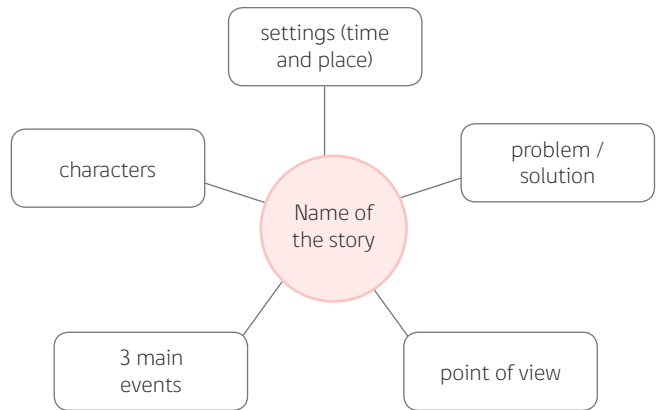 settings (time
and place)
characters
problem /
solution
Name of
the story
3 main
events
point of view